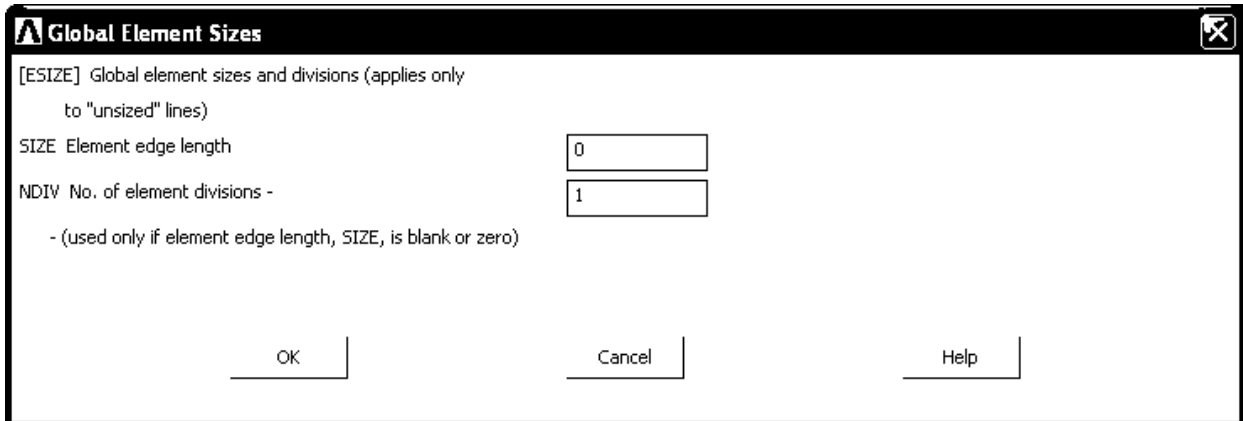 Global Element Sizes
[ESIZE] Global element sizes and divisions (applies only
to "unsized" lines)
SIZE Element edge length
0
NDIV No. of element divisions -
1
- (used only if element edge length, SIZE, is blank or zero)
OK Cancel Help